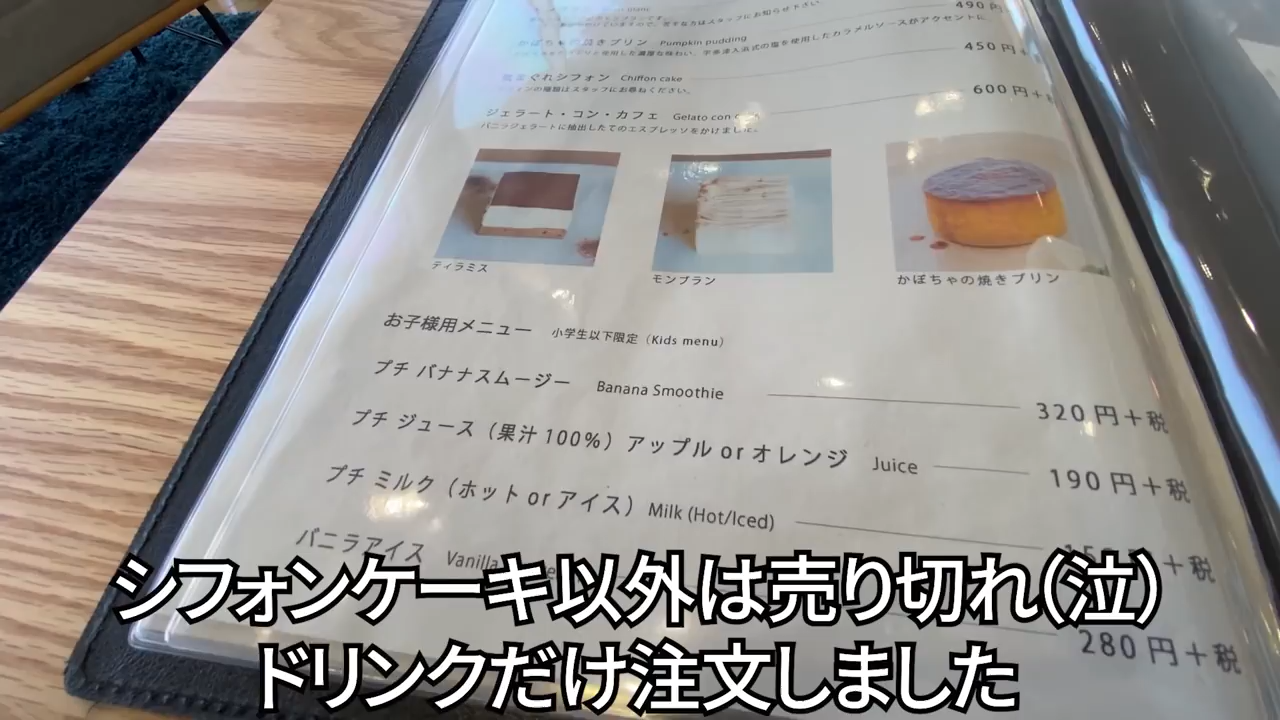 490円
かぼちゃの焼きプリン Pumpkin pudding
450円
ぐれシフォン Chiffon cake
600円+
ジェラート・コン・カフェ Gelato con
バニラジェラートに抽出したてのエスプレッソをかけました。
ティラミス
モンブラン
かぼちゃの焼きプリン
お子様用メニュー 小学生以下限定（Kids menu）
プチ バナナスムージー Banana Smoothie 320円+税
プチ ジュース（果汁100%）アップル or オレンジ Juice 190円+税
プチ ミルク（ホット or アイス）Milk (Hot/Iced) +税
バニラアイス Vanilla 280円+税
シフォンケーキ以外は売り切れ（泣）
ドリンクだけ注文しました